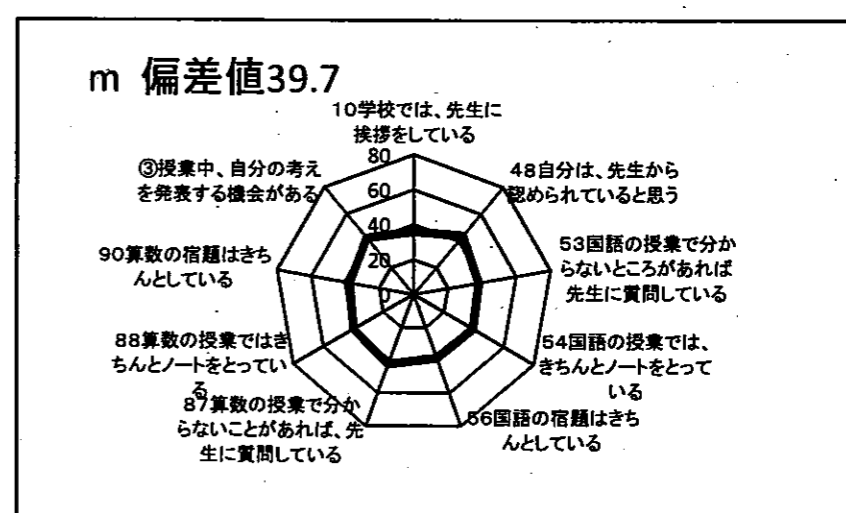 m 偏差値39.7
10学校では、先生に
挨拶をしている
48自分は、先生から
認められていると思う
53国語の授業で分か
らないところがあれば
先生に質問している
54国語の授業では、
きちんとノートをとって
いる
56国語の宿題はきち
んとしている
87算数の授業で分か
らないことがあれば、先
生に質問している
88算数の授業ではき
ちんとノートをとってい
る
90算数の宿題はきち
んとしている
③授業中、自分の考え
を発表する機会がある
80
60
40
20
0